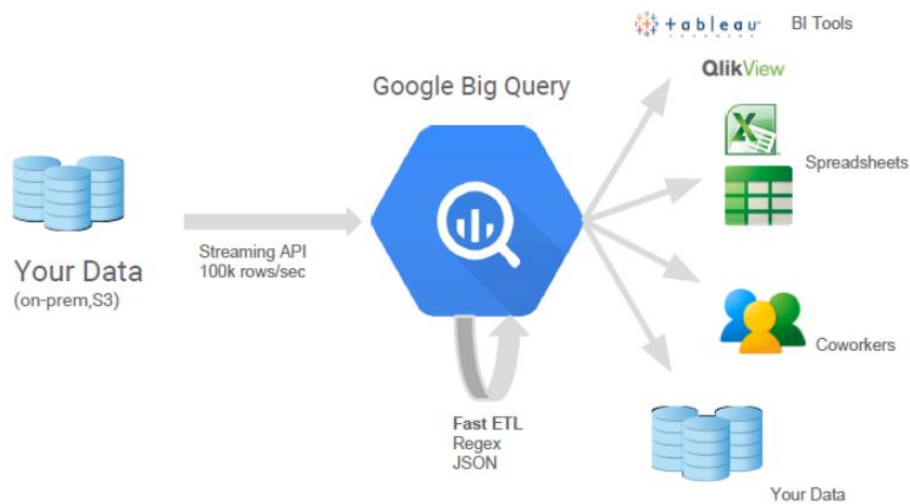 +ableau
BI Tools
QlikView
Google Big Query
Spreadsheets
Your Data
(on-prem,S3)
Streaming API
100k rows/sec
Coworkers
Fast ETL
Regex
JSON
Your Data